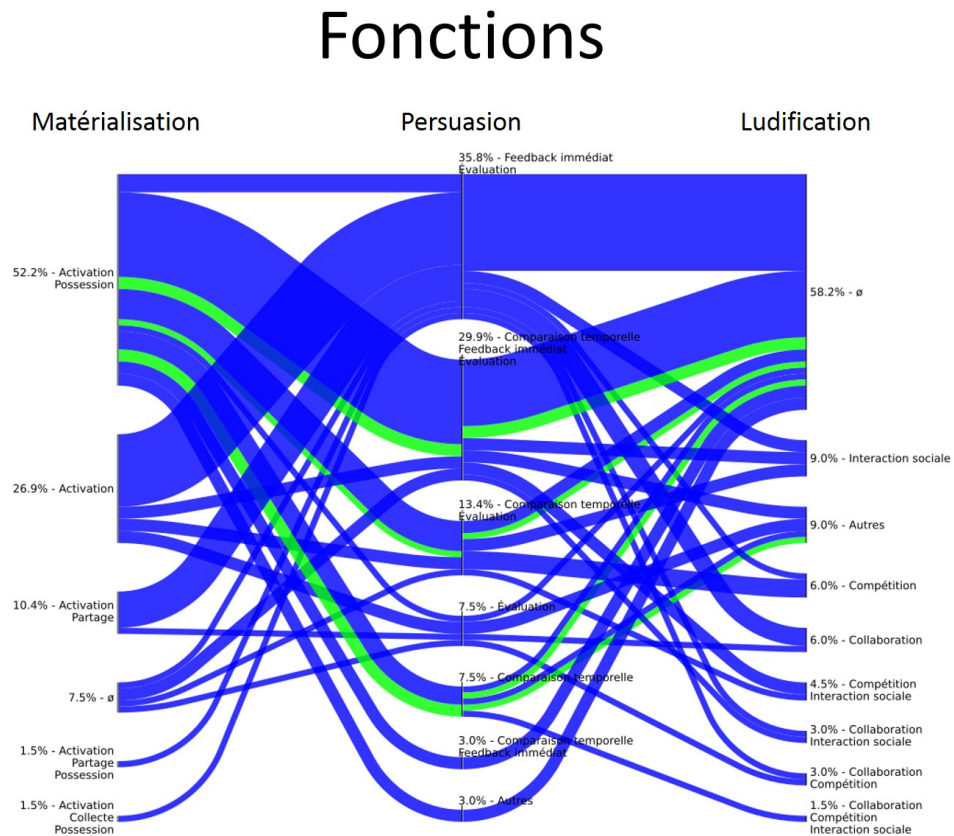 Fonctions
Matérialisation
Persuasion
Ludification
52.2% - Activation
Possession
26.9% - Activation
10.4% - Activation
Partage
7.5% - ø
1.5% - Activation
Partage
Possession
1.5% - Activation
Collecte
Possession
35.8% - Feedback immédiat
Évaluation
29.9% - Comparaison temporelle
Feedback immédiat
Évaluation
13.4% - Comparaison temporelle
Évaluation
7.5% - Évaluation
7.5% - Comparaison temporelle
3.0% - Comparaison temporelle
Feedback immédiat
3.0% - Autres
58.2% - ø
9.0% - Interaction sociale
9.0% - Autres
6.0% - Compétition
6.0% - Collaboration
4.5% - Compétition
Interaction sociale
3.0% - Collaboration
Interaction sociale
3.0% - Collaboration
Compétition
1.5% - Collaboration
Compétition
Interaction sociale